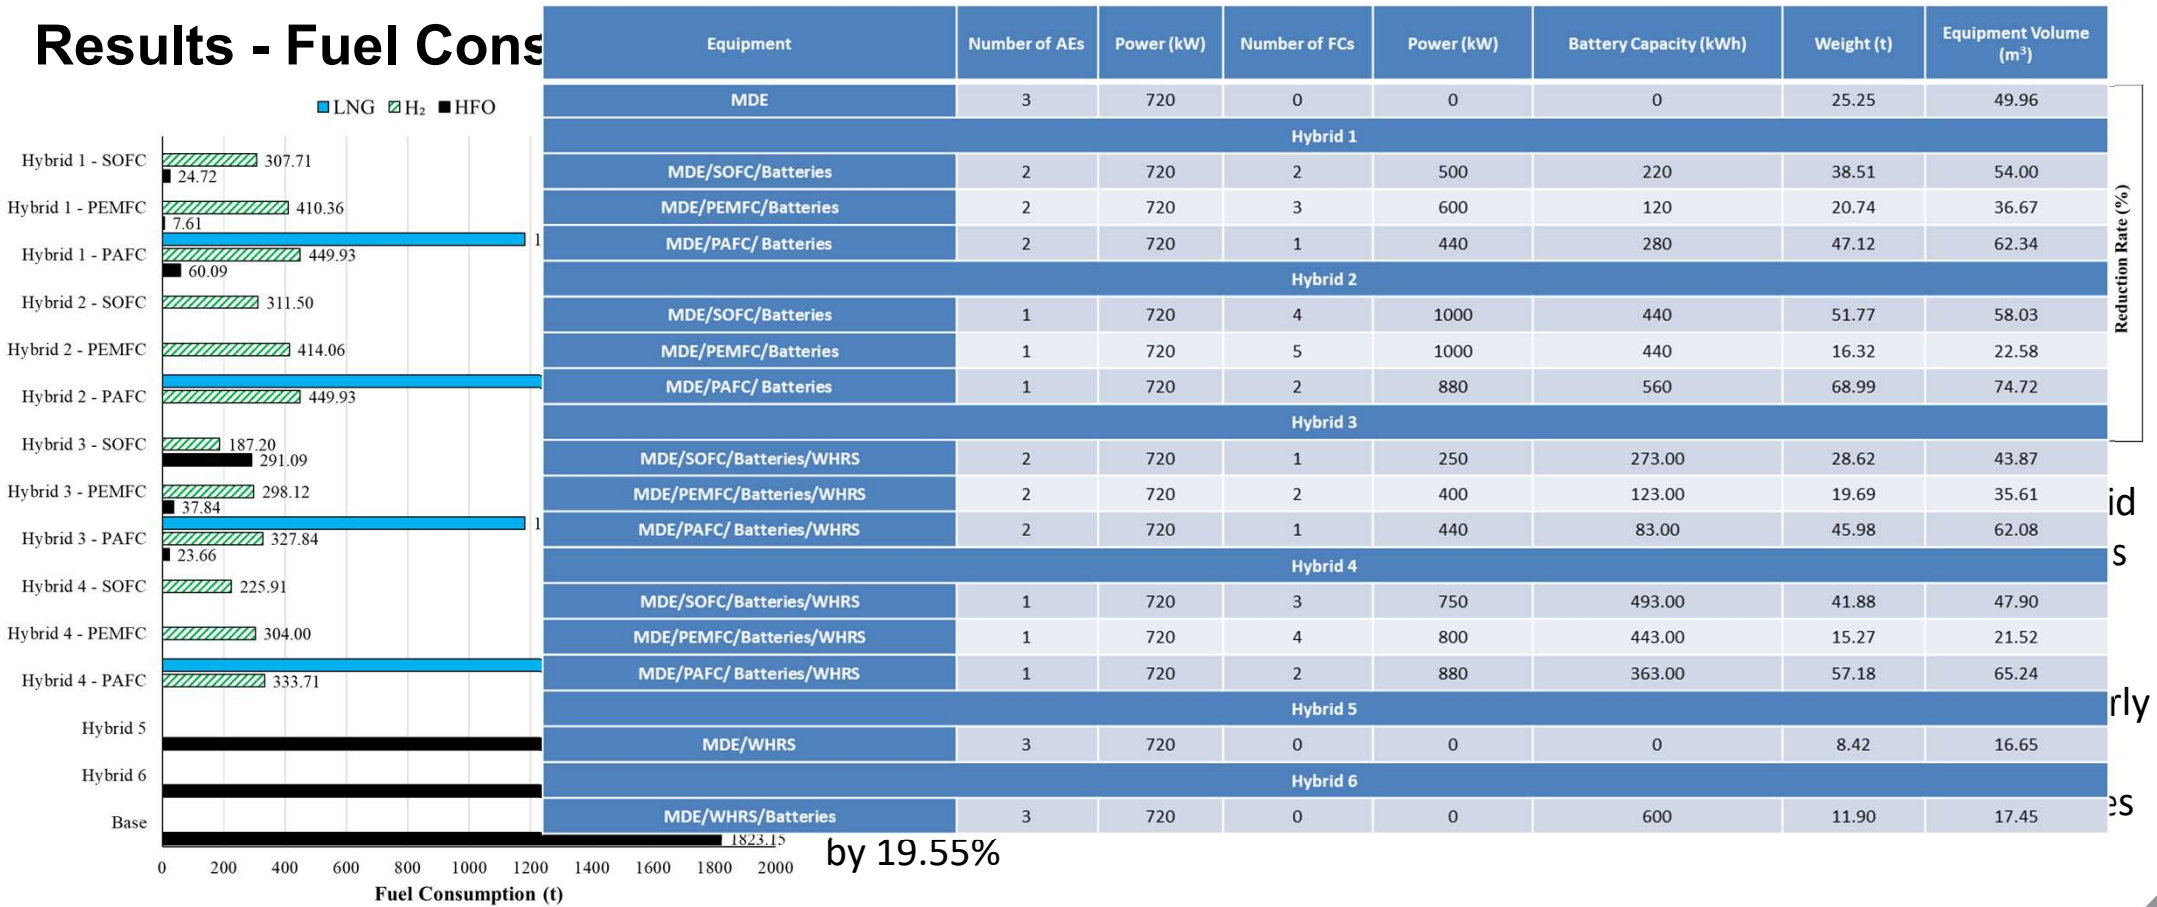 Results - Fuel Cons
LNG H₂ HFO
Hybrid 1 - SOFC 307.71
24.72
Hybrid 1 - PEMFC 410.36
7.61
1
Hybrid 1 - PAFC 449.93
60.09
Hybrid 2 - SOFC 311.50
Hybrid 2 - PEMFC 414.06
Hybrid 2 - PAFC 449.93
Hybrid 3 - SOFC 187.20
291.09
Hybrid 3 - PEMFC 298.12
37.84
1
Hybrid 3 - PAFC 327.84
23.66
Hybrid 4 - SOFC 225.91
Hybrid 4 - PEMFC 304.00
Hybrid 4 - PAFC 333.71
Hybrid 5
Hybrid 6
Base
1823.15
0 200 400 600 800 1000 1200 1400 1600 1800 2000
Fuel Consumption (t)
Equipment Number of AEs Power (kW) Number of FCs Power (kW) Battery Capacity (kWh) Weight (t) Equipment Volume (m³)
MDE 3 720 0 0 0 25.25 49.96
Hybrid 1
MDE/SOFC/Batteries 2 720 2 500 220 38.51 54.00
MDE/PEMFC/Batteries 2 720 3 600 120 20.74 36.67
MDE/PAFC/ Batteries 2 720 1 440 280 47.12 62.34
Hybrid 2
MDE/SOFC/Batteries 1 720 4 1000 440 51.77 58.03
MDE/PEMFC/Batteries 1 720 5 1000 440 16.32 22.58
MDE/PAFC/ Batteries 1 720 2 880 560 68.99 74.72
Hybrid 3
MDE/SOFC/Batteries/WHRS 2 720 1 250 273.00 28.62 43.87
MDE/PEMFC/Batteries/WHRS 2 720 2 400 123.00 19.69 35.61
MDE/PAFC/ Batteries/WHRS 2 720 1 440 83.00 45.98 62.08
Hybrid 4
MDE/SOFC/Batteries/WHRS 1 720 3 750 493.00 41.88 47.90
MDE/PEMFC/Batteries/WHRS 1 720 4 800 443.00 15.27 21.52
MDE/PAFC/ Batteries/WHRS 1 720 2 880 363.00 57.18 65.24
Hybrid 5
MDE/WHRS 3 720 0 0 0 8.42 16.65
Hybrid 6
MDE/WHRS/Batteries 3 720 0 0 600 11.90 17.45
Reduction Rate (%)
id
s
rly
es
by 19.55%